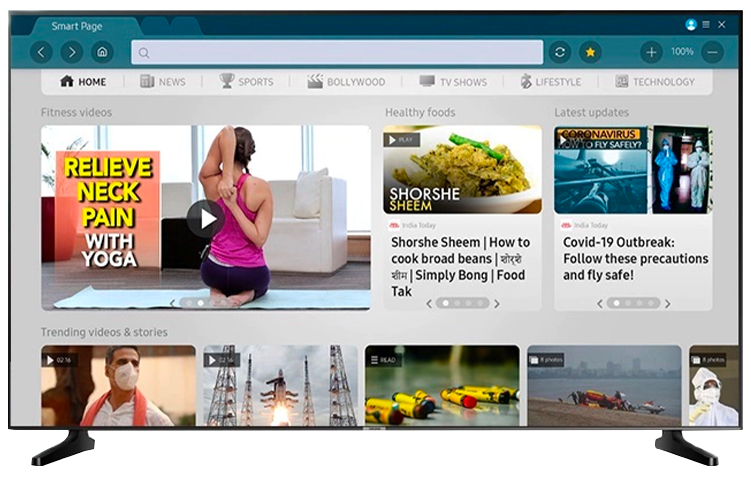 Smart Page
100%
HOME
NEWS
SPORTS
BOLLYWOOD
TV SHOWS
LIFESTYLE
TECHNOLOGY
Fitness videos
RELIEVE
NECK
PAIN
WITH
YOGA
Healthy foods
PLAY
SHORSHE
SHEEM
India Today
Shorshe Sheem | How to
cook broad beans | शोर्शे
शीम | Simply Bong | Food
Tak
Latest updates
CORONAVIRUS
HOW TO FLY SAFELY?
India Today
Covid-19 Outbreak:
Follow these precautions
and fly safe!
Trending videos & stories
02:16
02:16
READ
8 photos
8 photos